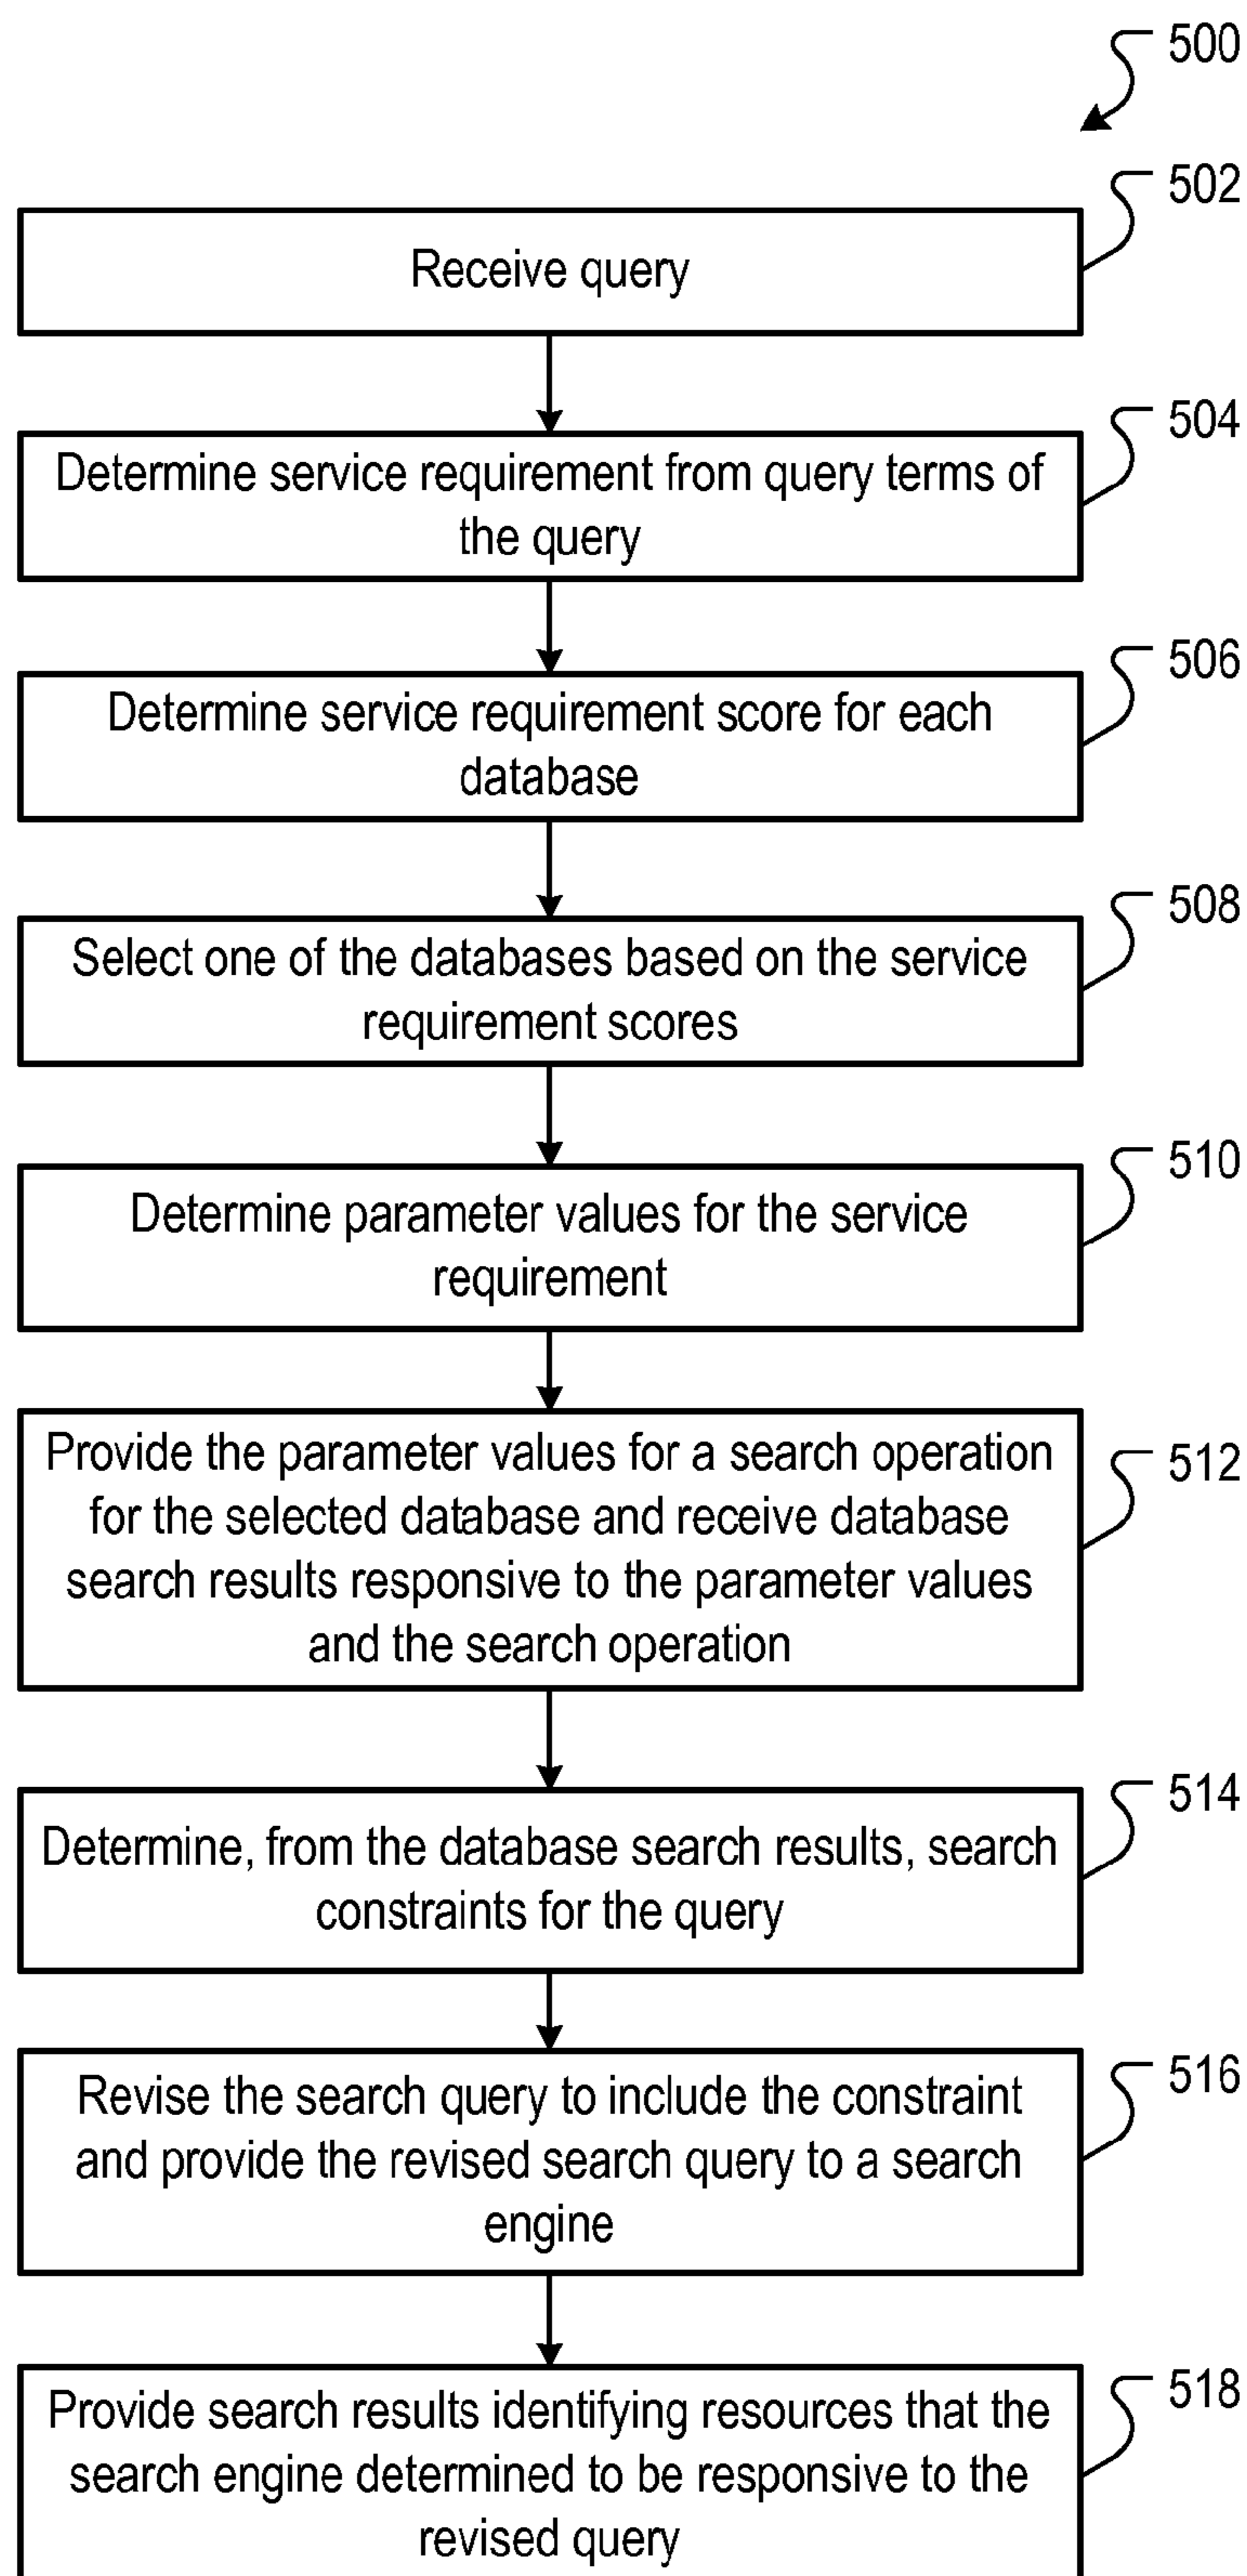 500
502
Receive query
504
Determine service requirement from query terms of
the query
506
Determine service requirement score for each
database
508
Select one of the databases based on the service
requirement scores
510
Determine parameter values for the service
requirement
512
Provide the parameter values for a search operation
for the selected database and receive database
search results responsive to the parameter values
and the search operation
514
Determine, from the database search results, search
constraints for the query
516
Revise the search query to include the constraint
and provide the revised search query to a search
engine
518
Provide search results identifying resources that the
search engine determined to be responsive to the
revised query